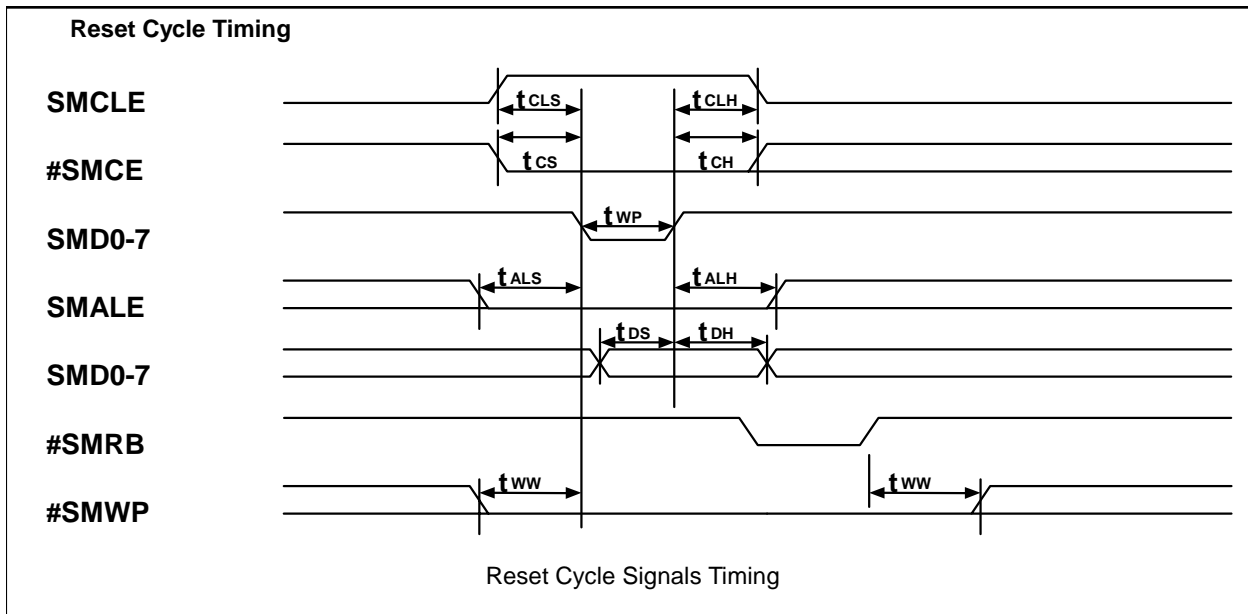 Reset Cycle Timing
SMCLE
tCLS
tCLH
#SMCE
tCS
tCH
SMD0-7
tWP
SMALE
tALS
tALH
SMD0-7
tDS
tDH
#SMRB
#SMWP
tWW
tWW
Reset Cycle Signals Timing